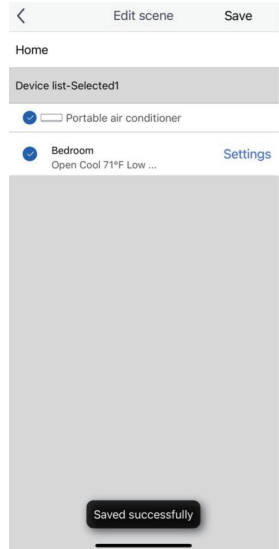 Edit scene
Save
Home
Device list-Selected1
Portable air conditioner
Bedroom
Settings
Open Cool 71°F Low ...
Saved successfully